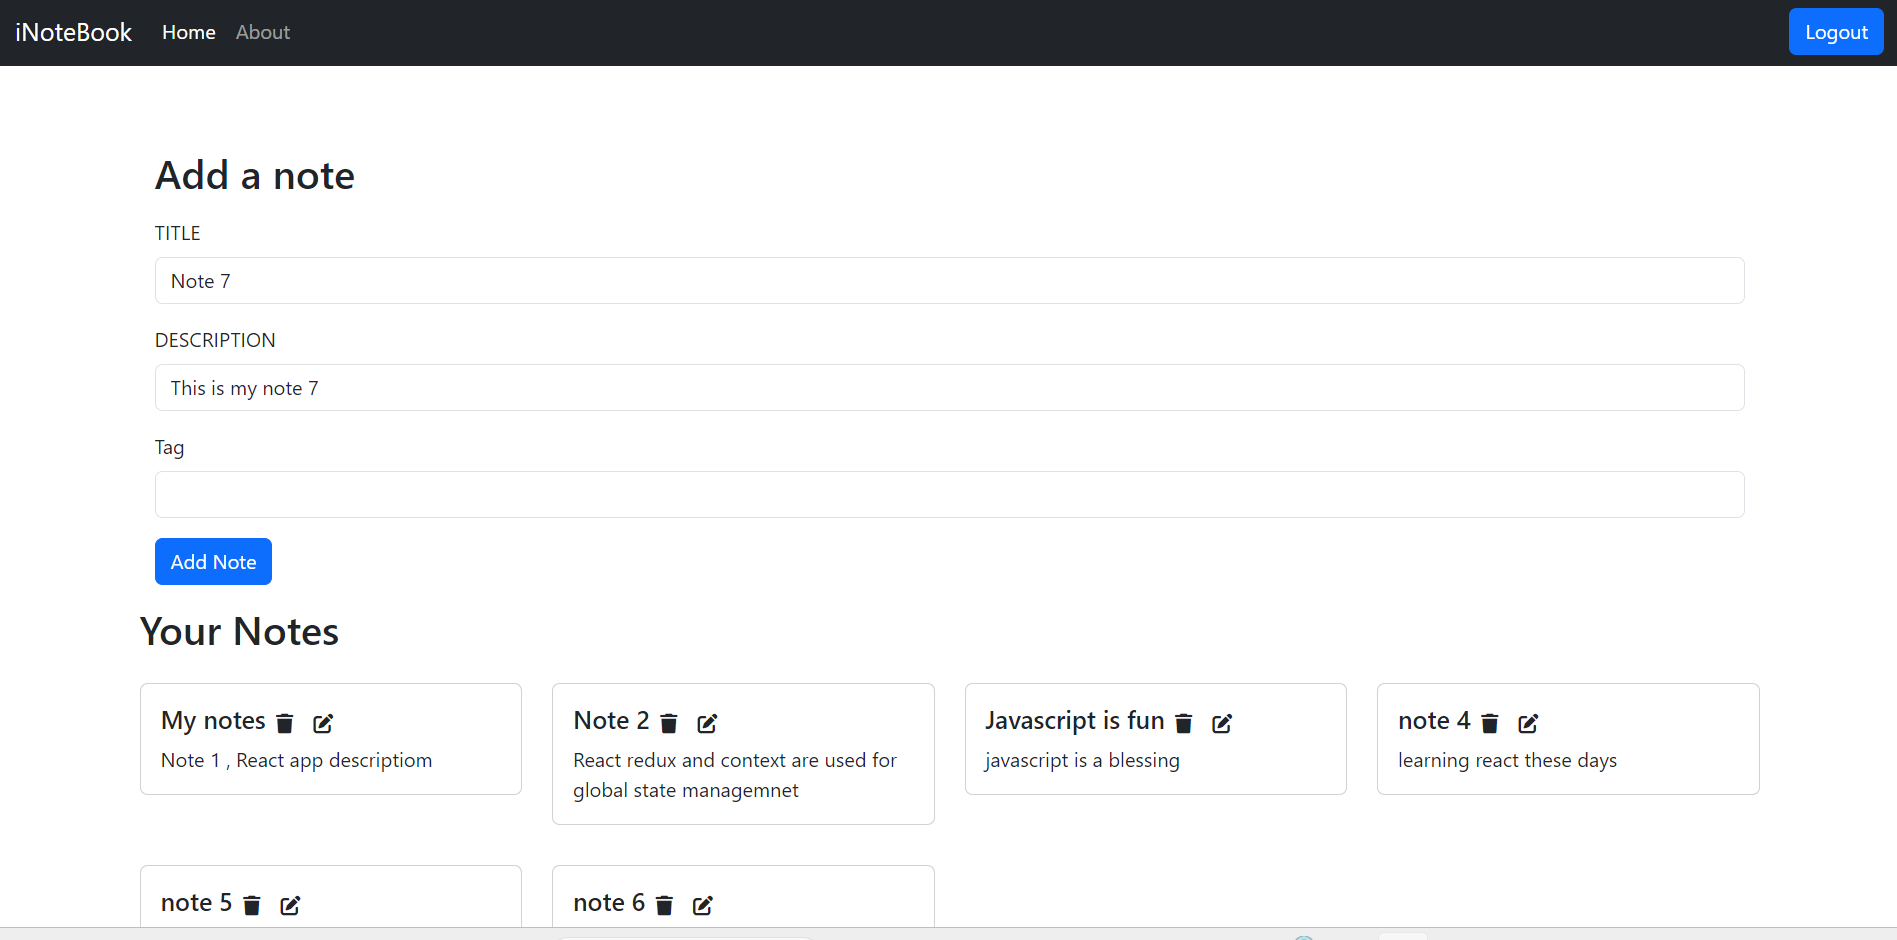 iNoteBook Home About Logout
Add a note
TITLE
Note 7
DESCRIPTION
This is my note 7
Tag
Add Note
Your Notes
My notes
Note 1 , React app descriptiom
Note 2
React redux and context are used for
global state managemnet
Javascript is fun
javascript is a blessing
note 4
learning react these days
note 5
note 6